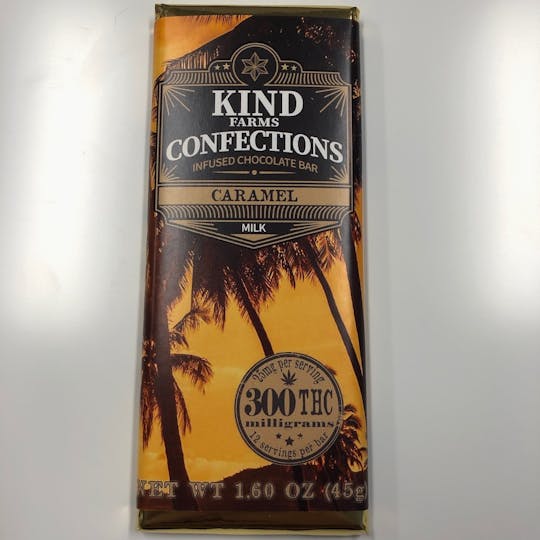 KIND
FARMS
CONFECTIONS
INFUSED CHOCOLATE BAR
CARAMEL
MILK
25mg per serving
300 THC
milligrams
12 servings per bar
NET WT 1.60 OZ (45g)